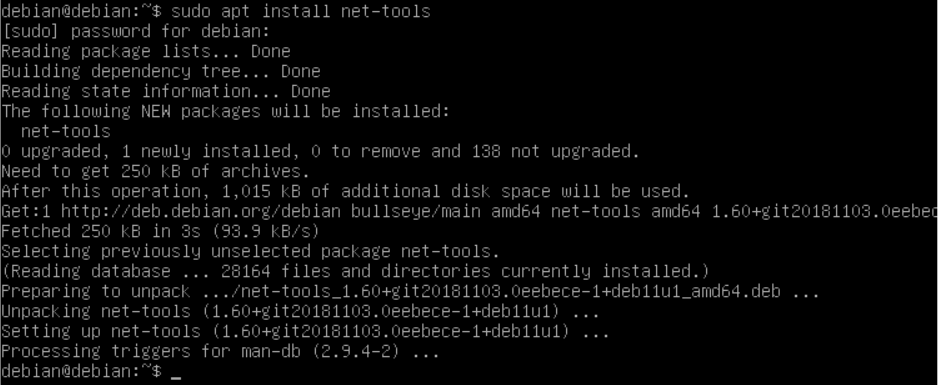 debian@debian:~$ sudo apt install net-tools
[sudo] password for debian:
Reading package lists... Done
Building dependency tree... Done
Reading state information... Done
The following NEW packages will be installed:
  net-tools
0 upgraded, 1 newly installed, 0 to remove and 138 not upgraded.
Need to get 250 kB of archives.
After this operation, 1,015 kB of additional disk space will be used.
Get:1 http://deb.debian.org/debian bullseye/main amd64 net-tools amd64 1.60+git20181103.0eebec
Fetched 250 kB in 3s (93.9 kB/s)
Selecting previously unselected package net-tools.
(Reading database ... 28164 files and directories currently installed.)
Preparing to unpack .../net-tools_1.60+git20181103.0eebece-1+deb11u1_amd64.deb ...
Unpacking net-tools (1.60+git20181103.0eebece-1+deb11u1) ...
Setting up net-tools (1.60+git20181103.0eebece-1+deb11u1) ...
Processing triggers for man-db (2.9.4-2) ...
debian@debian:~$ _